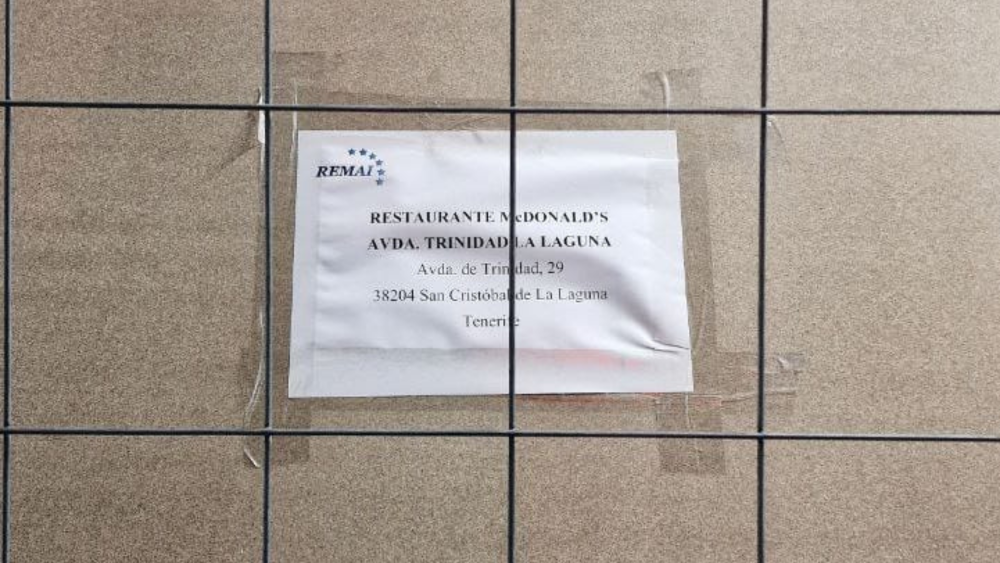 REMAI
RESTAURANTE McDONALD'S
AVDA. TRINIDAD LA LAGUNA
Avda. de Trinidad, 29
38204 San Cristóbal de La Laguna
Tenerife